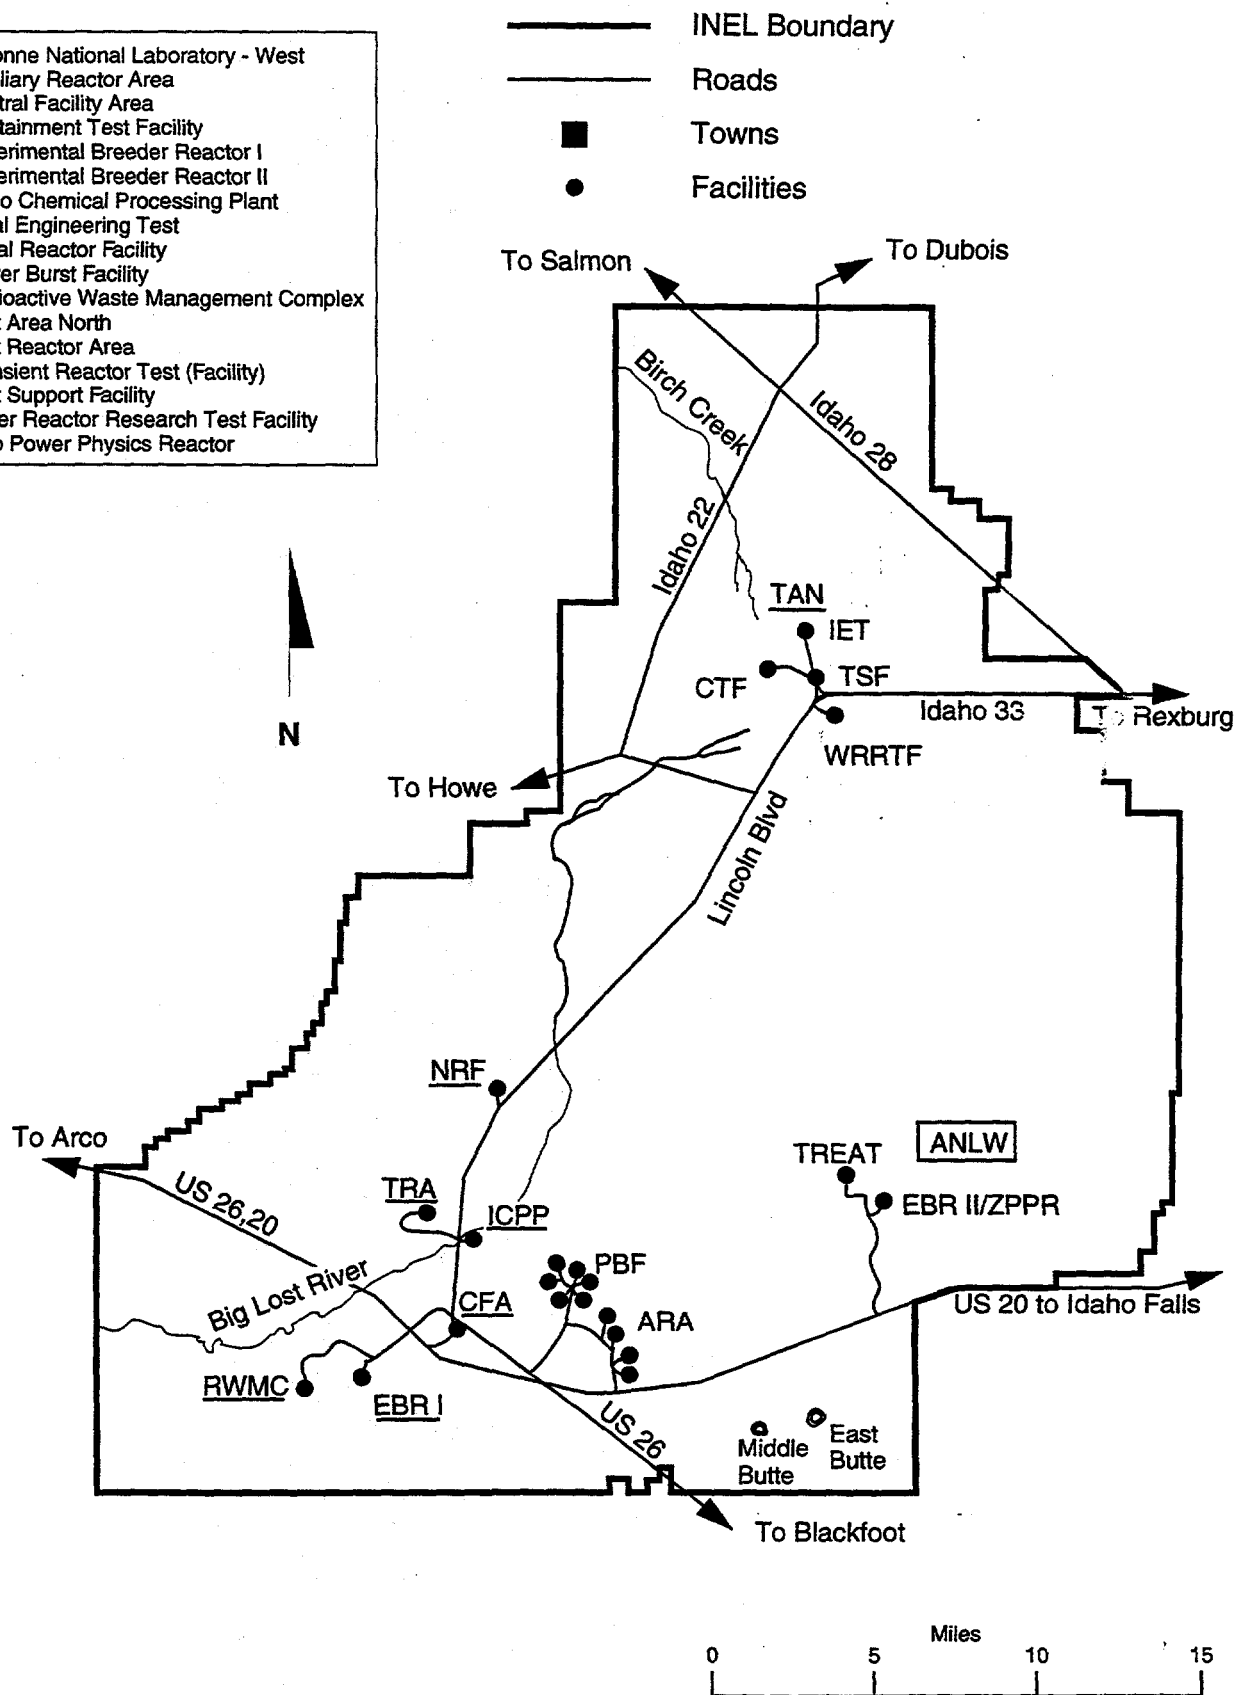 onne National Laboratory - West
liary Reactor Area
tral Facility Area
tainment Test Facility
erimental Breeder Reactor I
erimental Breeder Reactor II
o Chemical Processing Plant
al Engineering Test
al Reactor Facility
er Burst Facility
ioactive Waste Management Complex
t Area North
t Reactor Area
nsient Reactor Test (Facility)
t Support Facility
er Reactor Research Test Facility
o Power Physics Reactor
INEL Boundary
Roads
Towns
Facilities
To Salmon
To Dubois
Birch Creek
Idaho 28
Idaho 22
TAN
IET
CTF
TSF
Idaho 33
To Rexburg
WRRTF
N
To Howe
Lincoln Blvd
NRF
To Arco
ANLW
TREAT
US 26,20
TRA
ICPP
EBR II/ZPPR
PBF
Big Lost River
CFA
ARA
US 20 to Idaho Falls
RWMC
EBR I
US 26
Middle
Butte
East
Butte
To Blackfoot
Miles
0 5 10 15